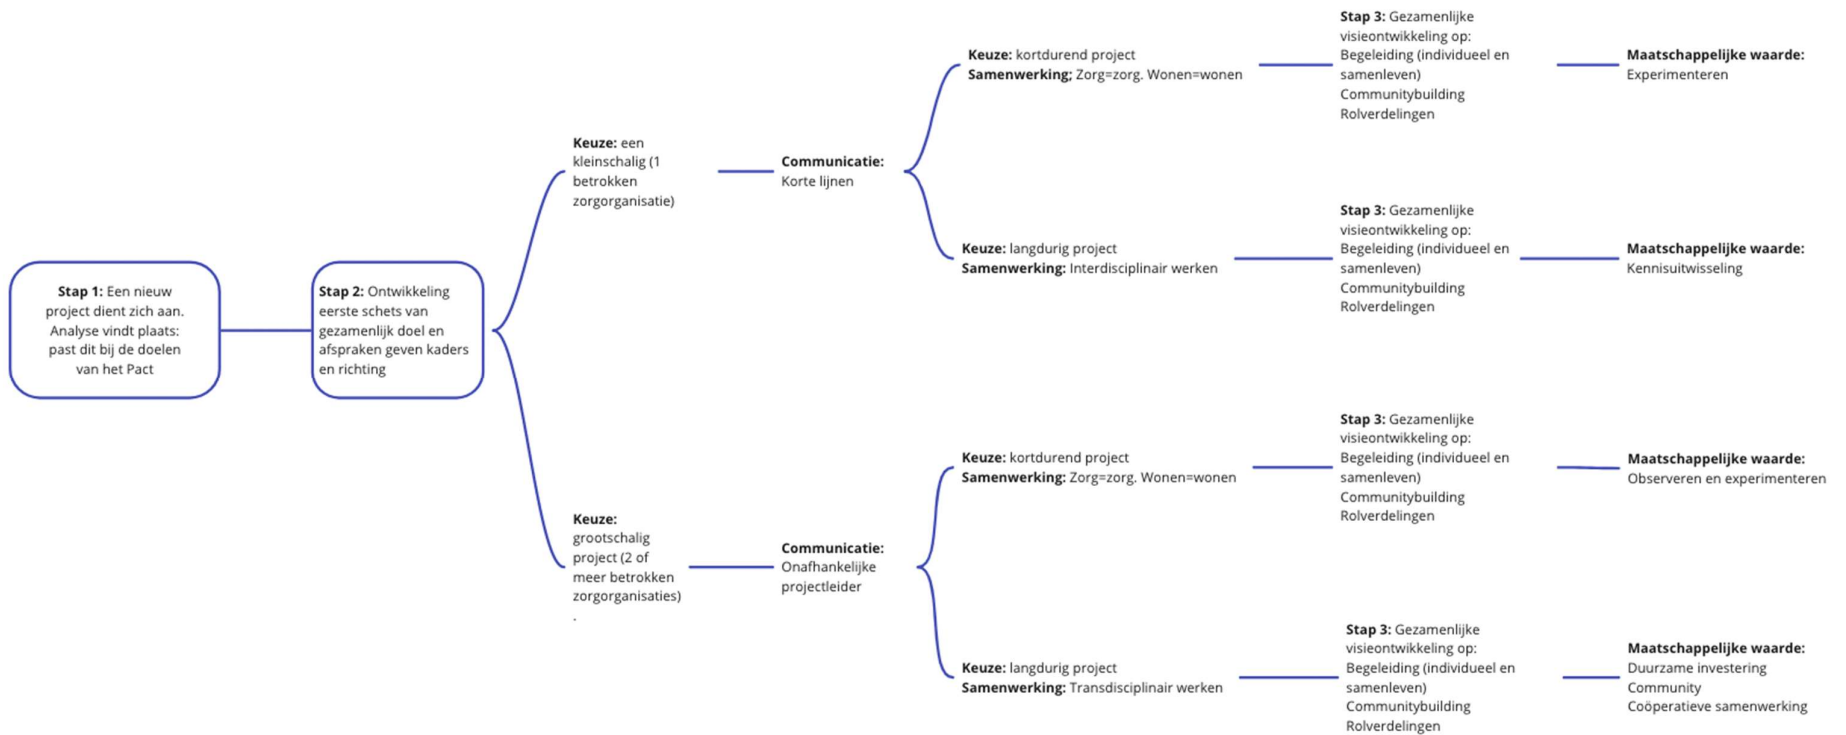 Stap 1: Een nieuw
project dient zich aan.
Analyse vindt plaats:
past dit bij de doelen
van het Pact
Stap 2: Ontwikkeling
eerste schets van
gezamenlijk doel en
afspraken geven kaders
en richting
Keuze: een
kleinschalig (1
betrokken
zorgorganisatie)
Communicatie:
Korte lijnen
Keuze: kortdurend project
Samenwerking; Zorg=zorg. Wonen=wonen
Stap 3: Gezamenlijke
visieontwikkeling op:
Begeleiding (individueel en
samenleven)
Communitybuilding
Rolverdelingen
Maatschappelijke waarde:
Experimenteren
Keuze: langdurig project
Samenwerking: Interdisciplinair werken
Stap 3: Gezamenlijke
visieontwikkeling op:
Begeleiding (individueel en
samenleven)
Communitybuilding
Rolverdelingen
Maatschappelijke waarde:
Kennisuitwisseling
Keuze:
grootschalig
project (2 of
meer betrokken
zorgorganisaties)
.
Communicatie:
Onafhankelijke
projectleider
Keuze: kortdurend project
Samenwerking: Zorg=zorg. Wonen=wonen
Stap 3: Gezamenlijke
visieontwikkeling op:
Begeleiding (individueel en
samenleven)
Communitybuilding
Rolverdelingen
Maatschappelijke waarde:
Observeren en experimenteren
Keuze: langdurig project
Samenwerking: Transdisciplinair werken
Stap 3: Gezamenlijke
visieontwikkeling op:
Begeleiding (individueel en
samenleven)
Communitybuilding
Rolverdelingen
Maatschappelijke waarde:
Duurzame investering
Community
Coöperatieve samenwerking